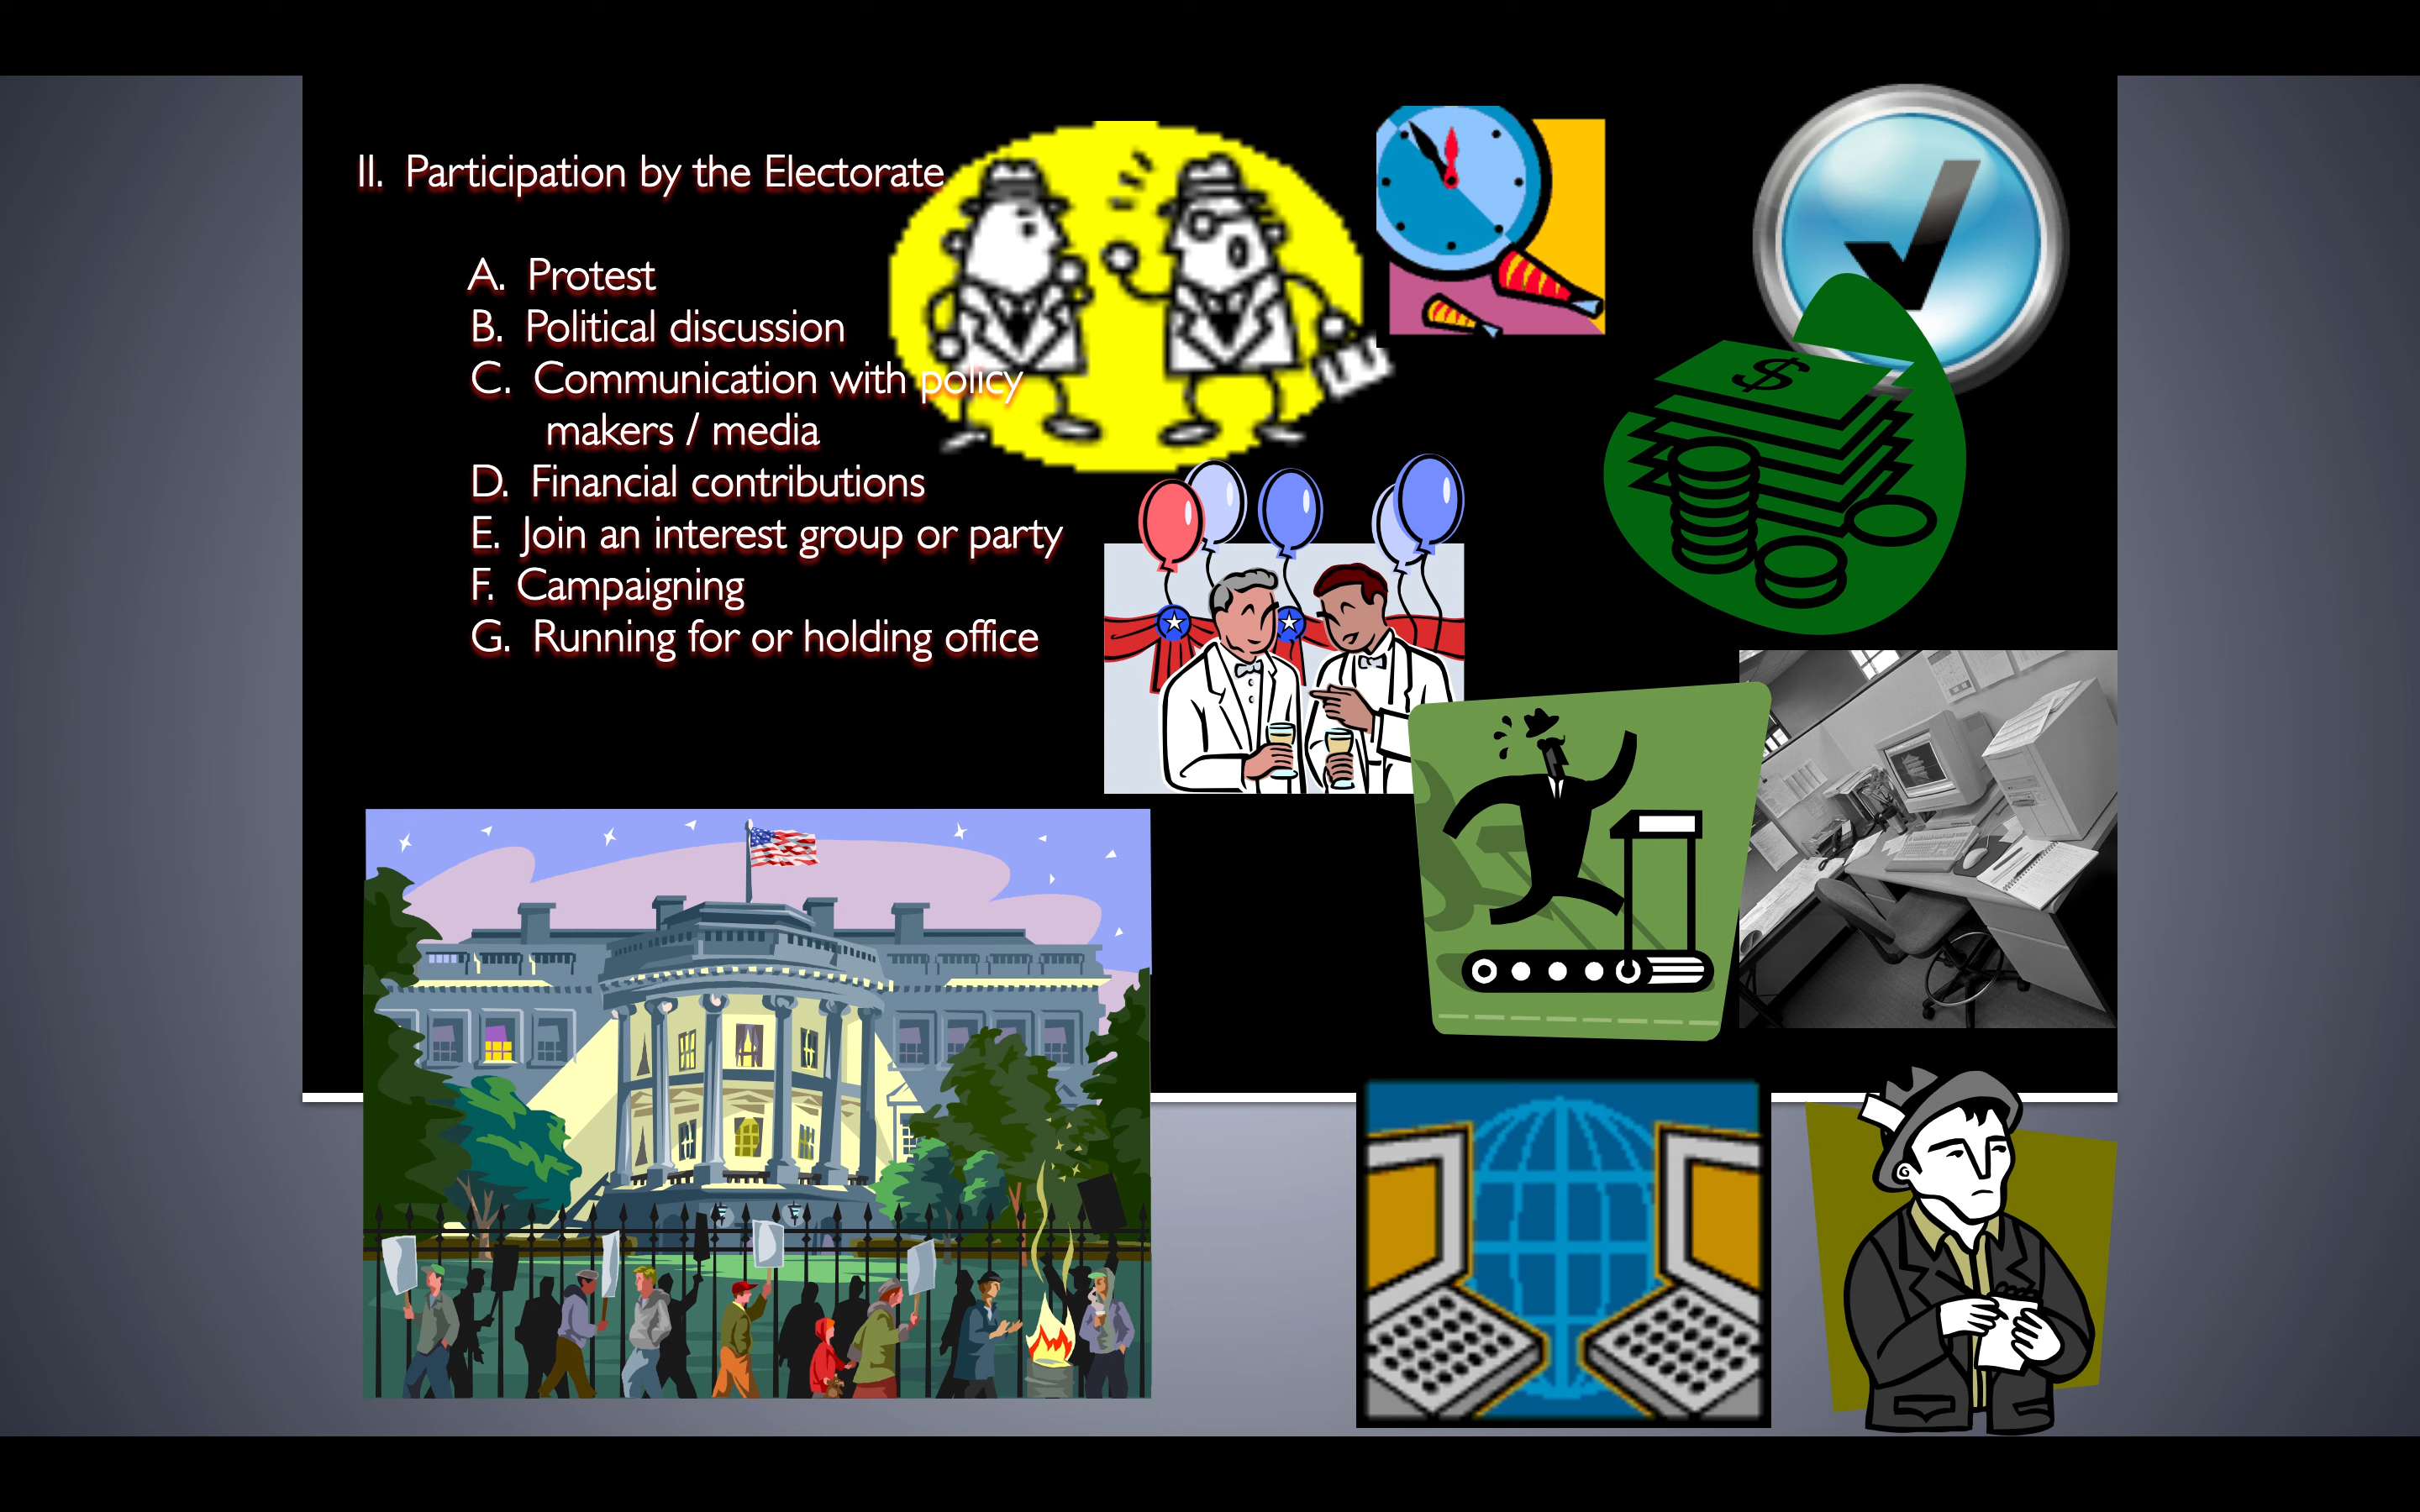 II. Participation by the Electorate
A. Protest
B. Political discussion
C. Communication with policy
makers / media
D. Financial contributions
E. Join an interest group or party
F. Campaigning
G. Running for or holding office
$